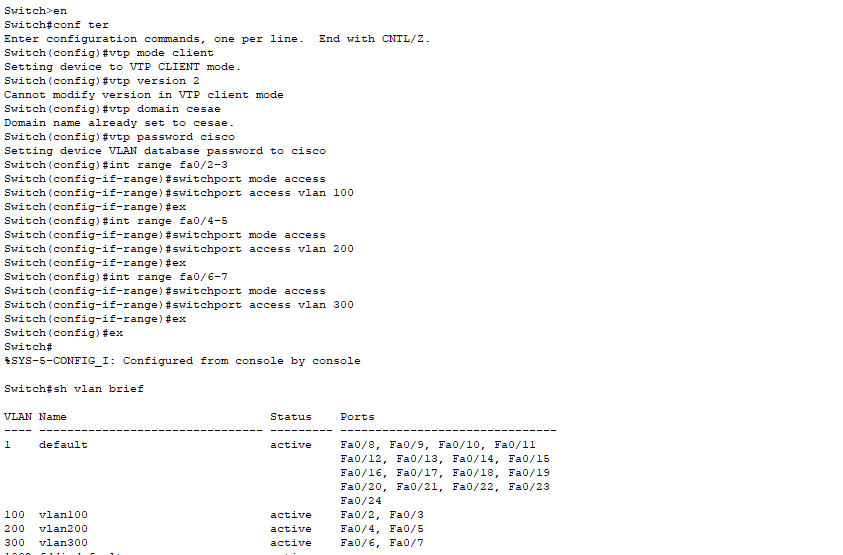 Switch>en
Switch#conf ter
Enter configuration commands, one per line.  End with CNTL/Z.
Switch(config)#vtp mode client
Setting device to VTP CLIENT mode.
Switch(config)#vtp version 2
Cannot modify version in VTP client mode
Switch(config)#vtp domain cesae
Domain name already set to cesae.
Switch(config)#vtp password cisco
Setting device VLAN database password to cisco
Switch(config)#int range fa0/2-3
Switch(config-if-range)#switchport mode access
Switch(config-if-range)#switchport access vlan 100
Switch(config-if-range)#ex
Switch(config)#int range fa0/4-5
Switch(config-if-range)#switchport mode access
Switch(config-if-range)#switchport access vlan 200
Switch(config-if-range)#ex
Switch(config)#int range fa0/6-7
Switch(config-if-range)#switchport mode access
Switch(config-if-range)#switchport access vlan 300
Switch(config-if-range)#ex
Switch(config)#ex
Switch#
%SYS-5-CONFIG_I: Configured from console by console
Switch#sh vlan brief
VLAN Name                             Status    Ports
---- -------------------------------- --------- -------------------------------
1    default                          active    Fa0/8, Fa0/9, Fa0/10, Fa0/11
                                                Fa0/12, Fa0/13, Fa0/14, Fa0/15
                                                Fa0/16, Fa0/17, Fa0/18, Fa0/19
                                                Fa0/20, Fa0/21, Fa0/22, Fa0/23
                                                Fa0/24
100  vlan100                          active    Fa0/2, Fa0/3
200  vlan200                          active    Fa0/4, Fa0/5
300  vlan300                          active    Fa0/6, Fa0/7